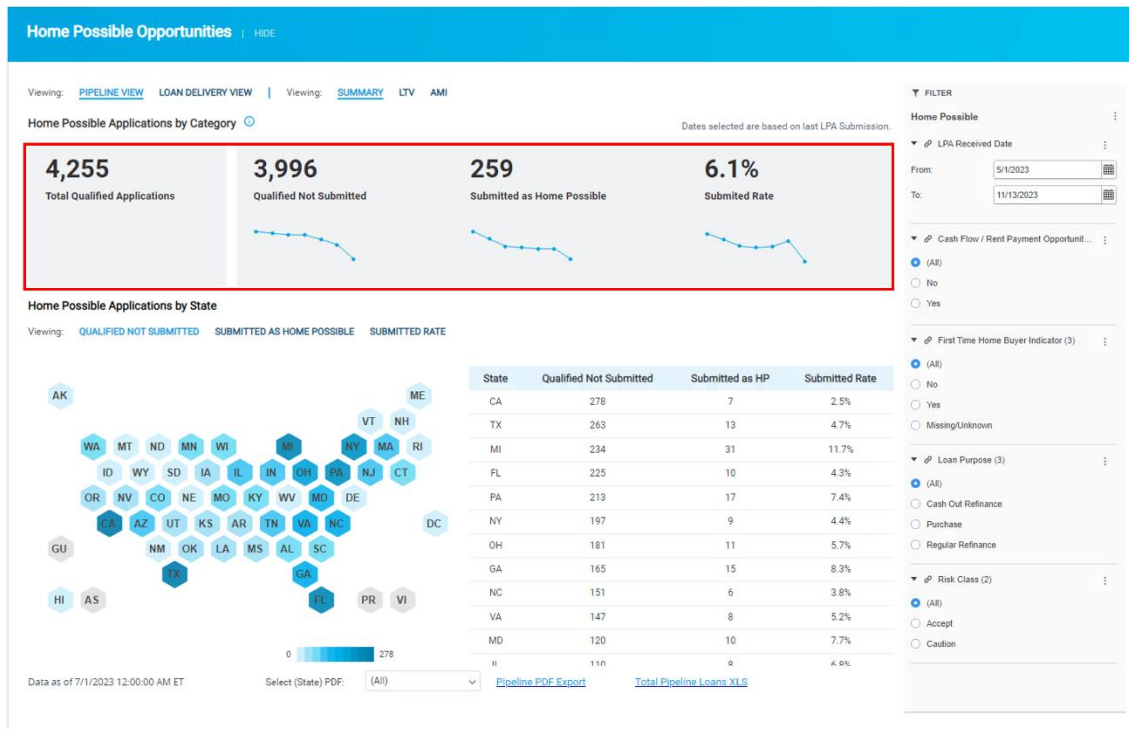 Home Possible Opportunities | HIDE
Viewing: PIPELINE VIEW LOAN DELIVERY VIEW | Viewing: SUMMARY LTV AMI
Home Possible Applications by Category
Dates selected are based on last LPA Submission.
4,255 3,996 259 6.1%
Total Qualified Applications Qualified Not Submitted Submitted as Home Possible Submited Rate
Home Possible Applications by State
Viewing: QUALIFIED NOT SUBMITTED SUBMITTED AS HOME POSSIBLE SUBMITTED RATE
AK ME
VT NH
WA MT ND MN WI MI NY MA RI
ID WY SD IA IL IN OH PA NJ CT
OR NV CO NE MO KY WV MD DE
CA AZ UT KS AR TN VA NC DC
GU NM OK LA MS AL SC
TX GA
HI AS FL PR VI
0 278
State Qualified Not Submitted Submitted as HP Submitted Rate
CA 278 7 2.5%
TX 263 13 4.7%
MI 234 31 11.7%
FL 225 10 4.3%
PA 213 17 7.4%
NY 197 9 4.4%
OH 181 11 5.7%
GA 165 15 8.3%
NC 151 6 3.8%
VA 147 8 5.2%
MD 120 10 7.7%
IL 110 8 6.8%
Data as of 7/1/2023 12:00:00 AM ET Select (State) PDF: (All) Pipeline PDF Export Total Pipeline Loans XLS
FILTER
Home Possible
LPA Received Date
From: 5/1/2023
To: 11/13/2023
Cash Flow / Rent Payment Opportunit...
(All)
No
Yes
First Time Home Buyer Indicator (3)
(All)
No
Yes
Missing/Unknown
Loan Purpose (3)
(All)
Cash Out Refinance
Purchase
Regular Refinance
Risk Class (2)
(All)
Accept
Caution